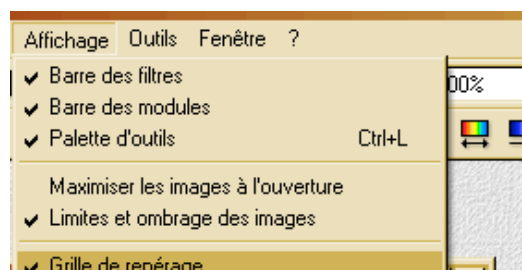 Affichage Outils Fenêtre ?
Barre des filtres
00%
Barre des modules
Palette d'outils Ctrl+L
Maximiser les images à l'ouverture
Limites et ombrage des images
Grille de repérage